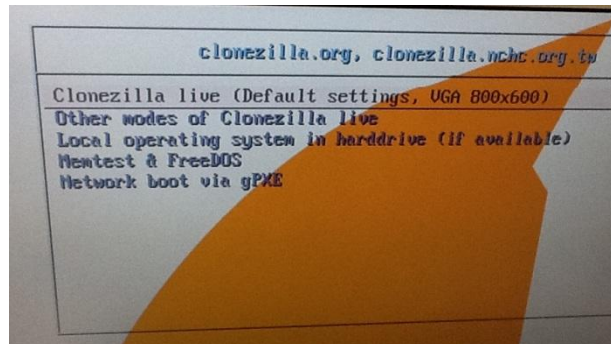 clonezilla.org, clonezilla.nchc.org.tw
Clonezilla live (Default settings, VGA 800x600)
Other modes of Clonezilla live
Local operating system in harddrive (if available)
Memtest & FreeDOS
Network boot via gPXE